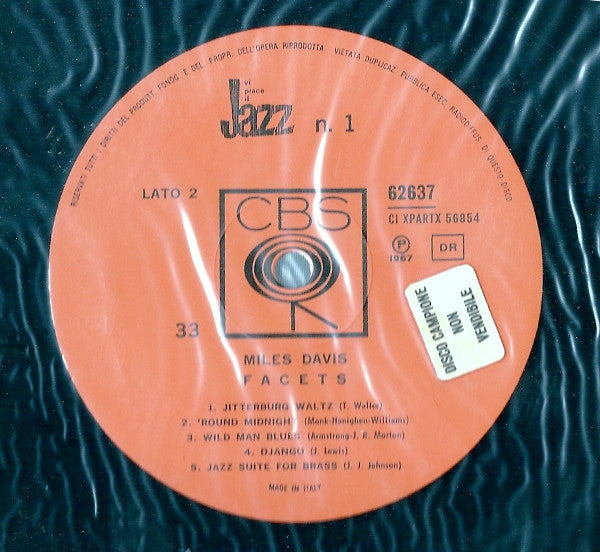 RISERVATI TUTTI I DIRITTI DEL PRODUTT. FONOG. E DEL PROPR. DELL'OPERA RIPRODOTTA VIETATA DUPLICAZ. PUBBLICA ESEC. RADIODIFFUS. DI QUESTO DISCO
vi
piace
il
Jazz n. 1
LATO 2
CBS
62637
CI XPARTX 56854
P
1967
DR
DISCO CAMPIONE
NON
VENDIBILE
33
MILES DAVIS
FACETS
1. JITTERBURG WALTZ (T. Waller)
2. 'ROUND MIDNIGHT (Monk-Hanighen-Williams)
3. WILD MAN BLUES (Armstrong-J. R. Morton)
4. DJANGO (J. Lewis)
5. JAZZ SUITE FOR BRASS (J. J. Johnson)
MADE IN ITALY